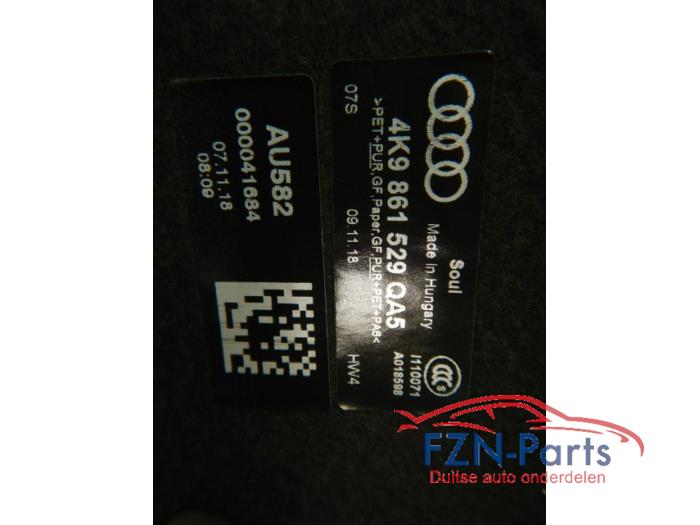 Soul
Made in Hungary
I110071
A018598
CCC S
4K9 861 529 QA5
>PET+PUR,GF,Paper,GF,PUR+PET+PA6<
07S
09.11.18
HW4
AU582
000041684
07.11.18
08:09
FZN-Parts
Duitse auto onderdelen